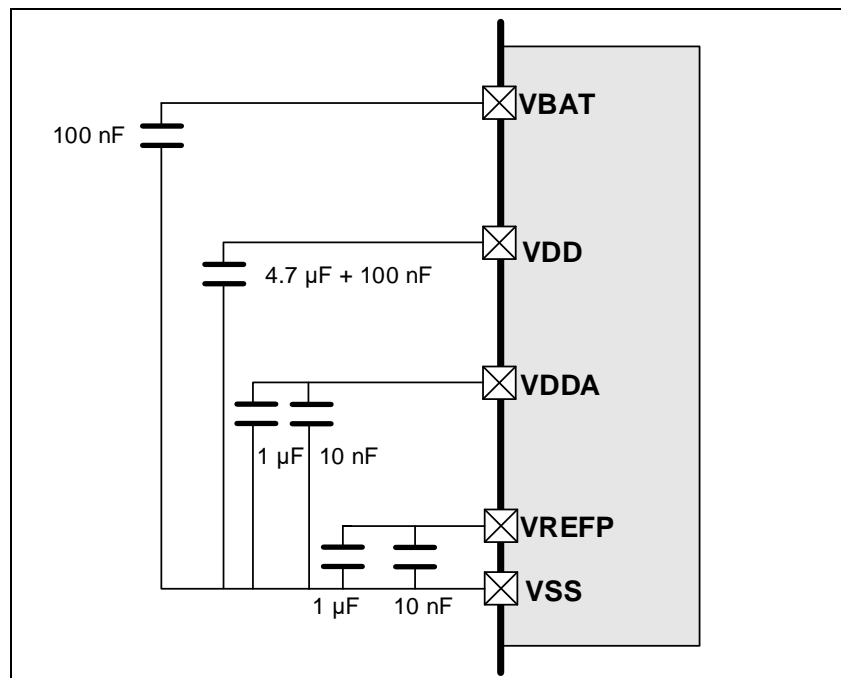 VBAT
100 nF
VDD
4.7 µF + 100 nF
VDDA
1 µF 10 nF
VREFP
VSS
1 µF 10 nF